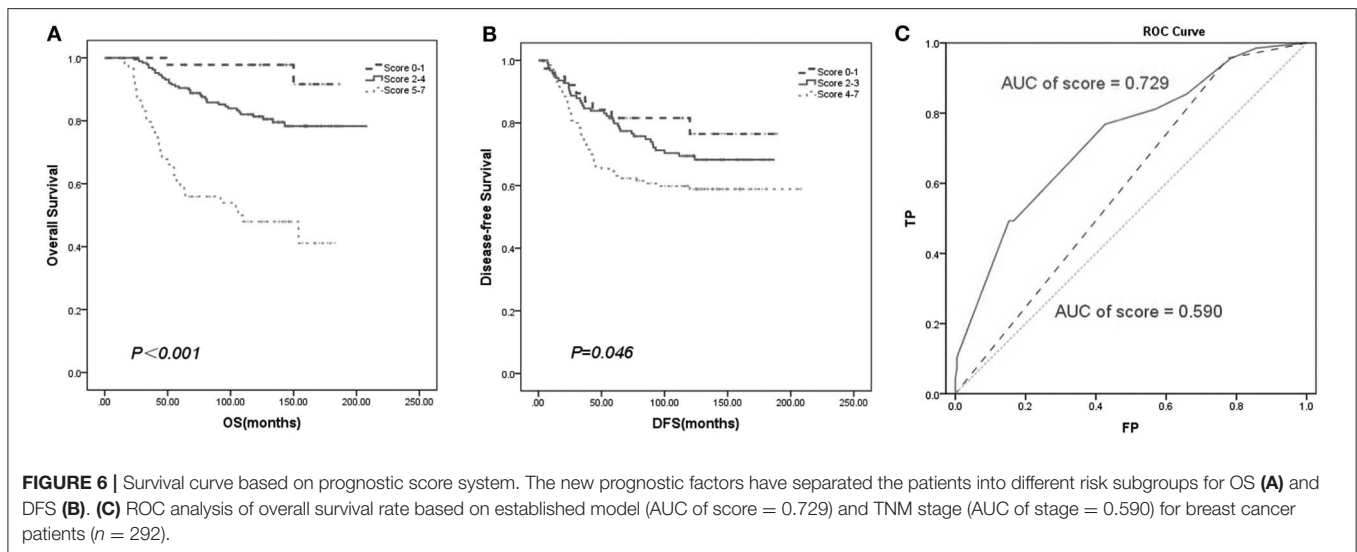 A
1.0
0.8
0.6
0.4
0.2
0.0
Overall Survival
Score 0-1
Score 2-4
Score 5-7
P<0.001
.00 50.00 100.00 150.00 200.00 250.00
OS(months)
B
1.0
0.8
0.6
0.4
0.2
0.0
Disease-free Survival
Score 0-1
Score 2-3
Score 4-7
P=0.046
.00 50.00 100.00 150.00 200.00 250.00
DFS(months)
C
ROC Curve
1.0
0.8
0.6
0.4
0.2
0.0
TP
AUC of score = 0.729
AUC of score = 0.590
0.0 0.2 0.4 0.6 0.8 1.0
FP
FIGURE 6 | Survival curve based on prognostic score system. The new prognostic factors have separated the patients into different risk subgroups for OS (A) and
DFS (B). (C) ROC analysis of overall survival rate based on established model (AUC of score = 0.729) and TNM stage (AUC of stage = 0.590) for breast cancer
patients (n = 292).